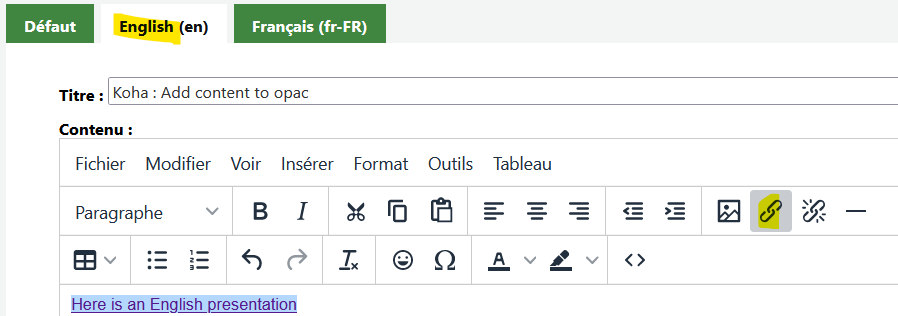 Défaut English (en) Français (fr-FR)
Titre : Koha : Add content to opac
Contenu :
Fichier Modifier Voir Insérer Format Outils Tableau
Paragraphe B I
Here is an English presentation